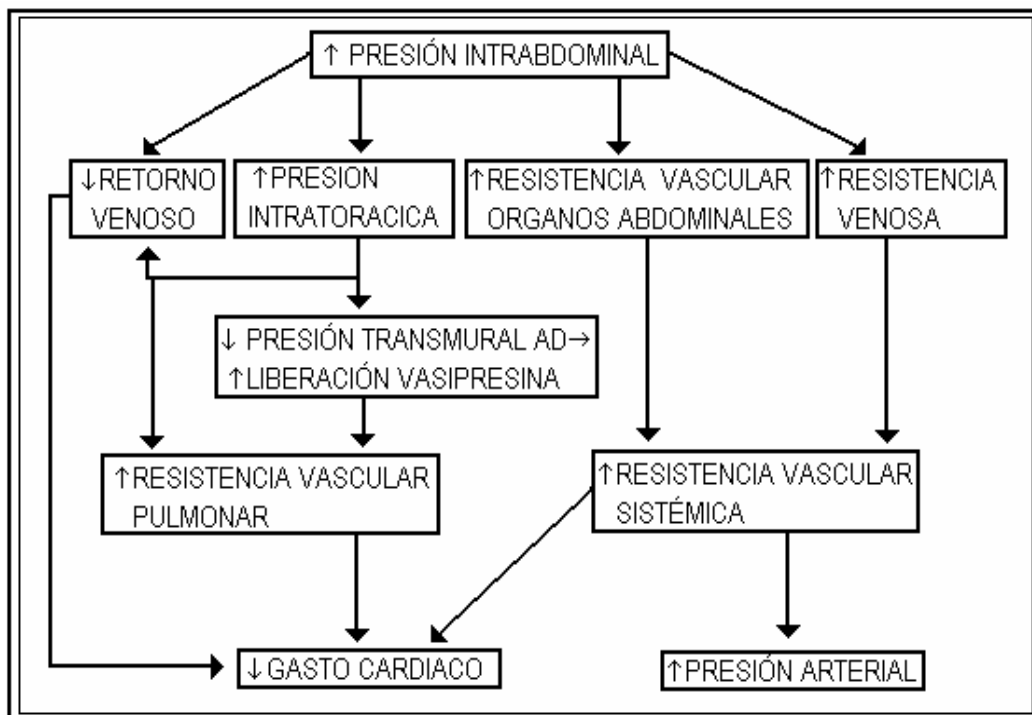 ↑ PRESIÓN INTRABDOMINAL
↓RETORNO
VENOSO
↑PRESION
INTRATORACICA
↑RESISTENCIA VASCULAR
ORGANOS ABDOMINALES
↑RESISTENCIA
VENOSA
↓ PRESIÓN TRANSMURAL AD→
↑LIBERACIÓN VASIPRESINA
↑RESISTENCIA VASCULAR
PULMONAR
↑RESISTENCIA VASCULAR
SISTÉMICA
↓GASTO CARDIACO
↑PRESIÓN ARTERIAL